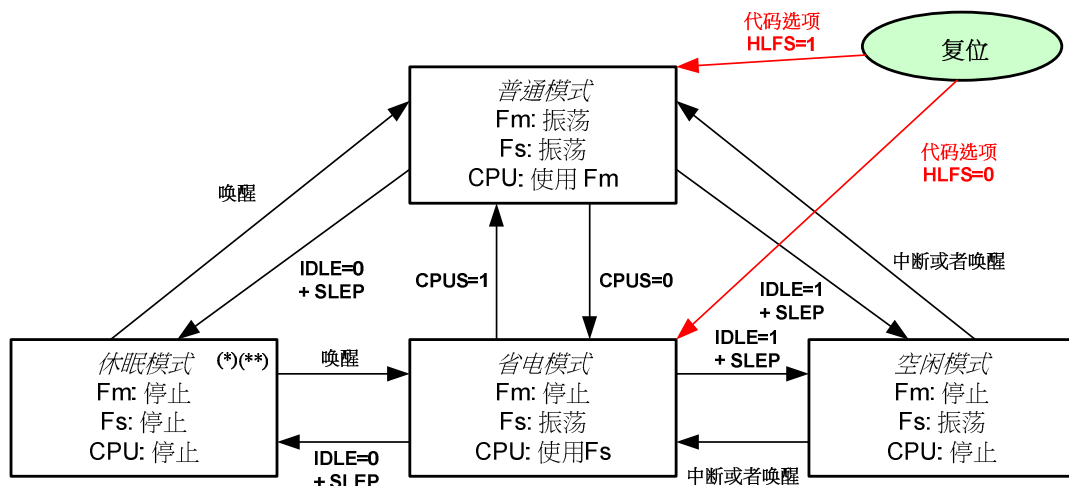 代码选项
HLFS=1
复位
普通模式
Fm: 振荡
Fs: 振荡
CPU: 使用 Fm
代码选项
HLFS=0
唤醒
IDLE=0
+ SLEP
CPUS=1
CPUS=0
中断或者唤醒
IDLE=1
+ SLEP
IDLE=1
+ SLEP
休眠模式 (*)(**)
Fm: 停止
Fs: 停止
CPU: 停止
唤醒
IDLE=0
+ SLEP
省电模式
Fm: 停止
Fs: 振荡
CPU: 使用Fs
中断或者唤醒
空闲模式
Fm: 停止
Fs: 振荡
CPU: 停止